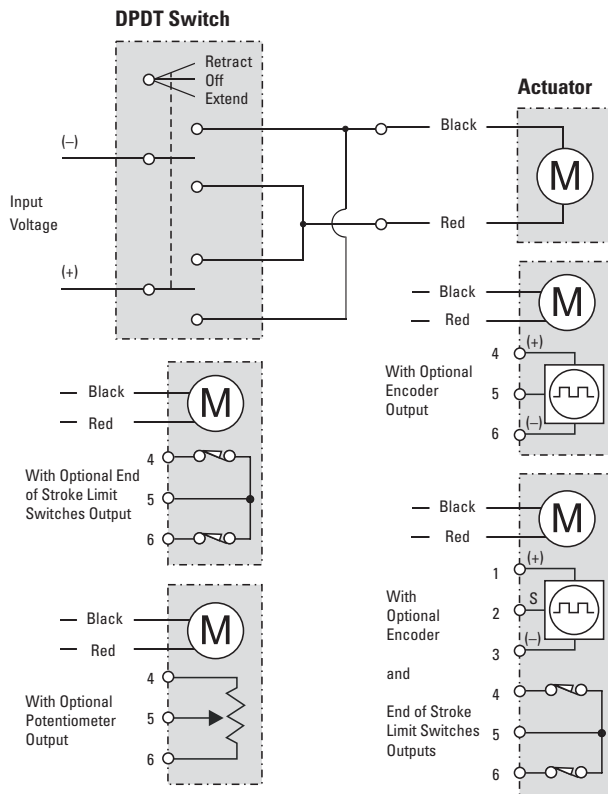 DPDT Switch
Retract
Off
Extend
(–)
Input
Voltage
(+)
Actuator
Black
M
Red
Black
Red
M
4
(+)
With Optional
Encoder
Output
5
6
(–)
Black
Red
M
With Optional End
of Stroke Limit
Switches Output
4
5
6
Black
Red
M
1
(+)
With
Optional
Encoder
2
S
3
(–)
and
End of Stroke
Limit Switches
Outputs
4
5
6
Black
Red
M
With Optional
Potentiometer
Output
4
5
6